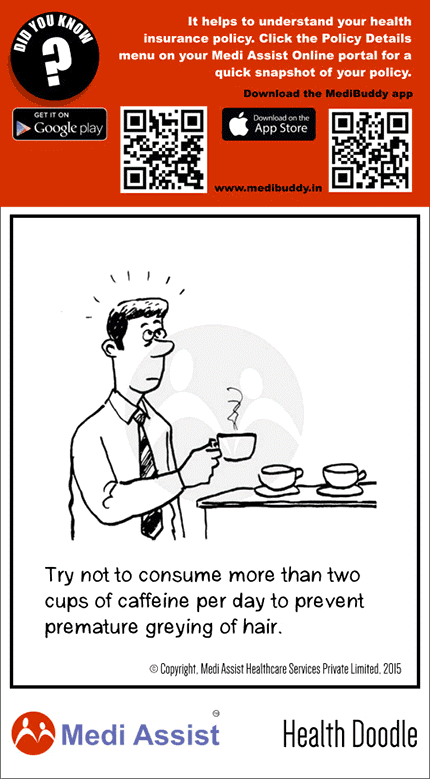 DID YOU KNOW
?
It helps to understand your health
insurance policy. Click the Policy Details
menu on your Medi Assist Online portal for a
quick snapshot of your policy.
Download the MediBuddy app
GET IT ON
Google play
Download on the
App Store
www.medibuddy.in
Try not to consume more than two
cups of caffeine per day to prevent
premature greying of hair.
© Copyright, Medi Assist Healthcare Services Private Limited, 2015
Medi Assist
Health Doodle